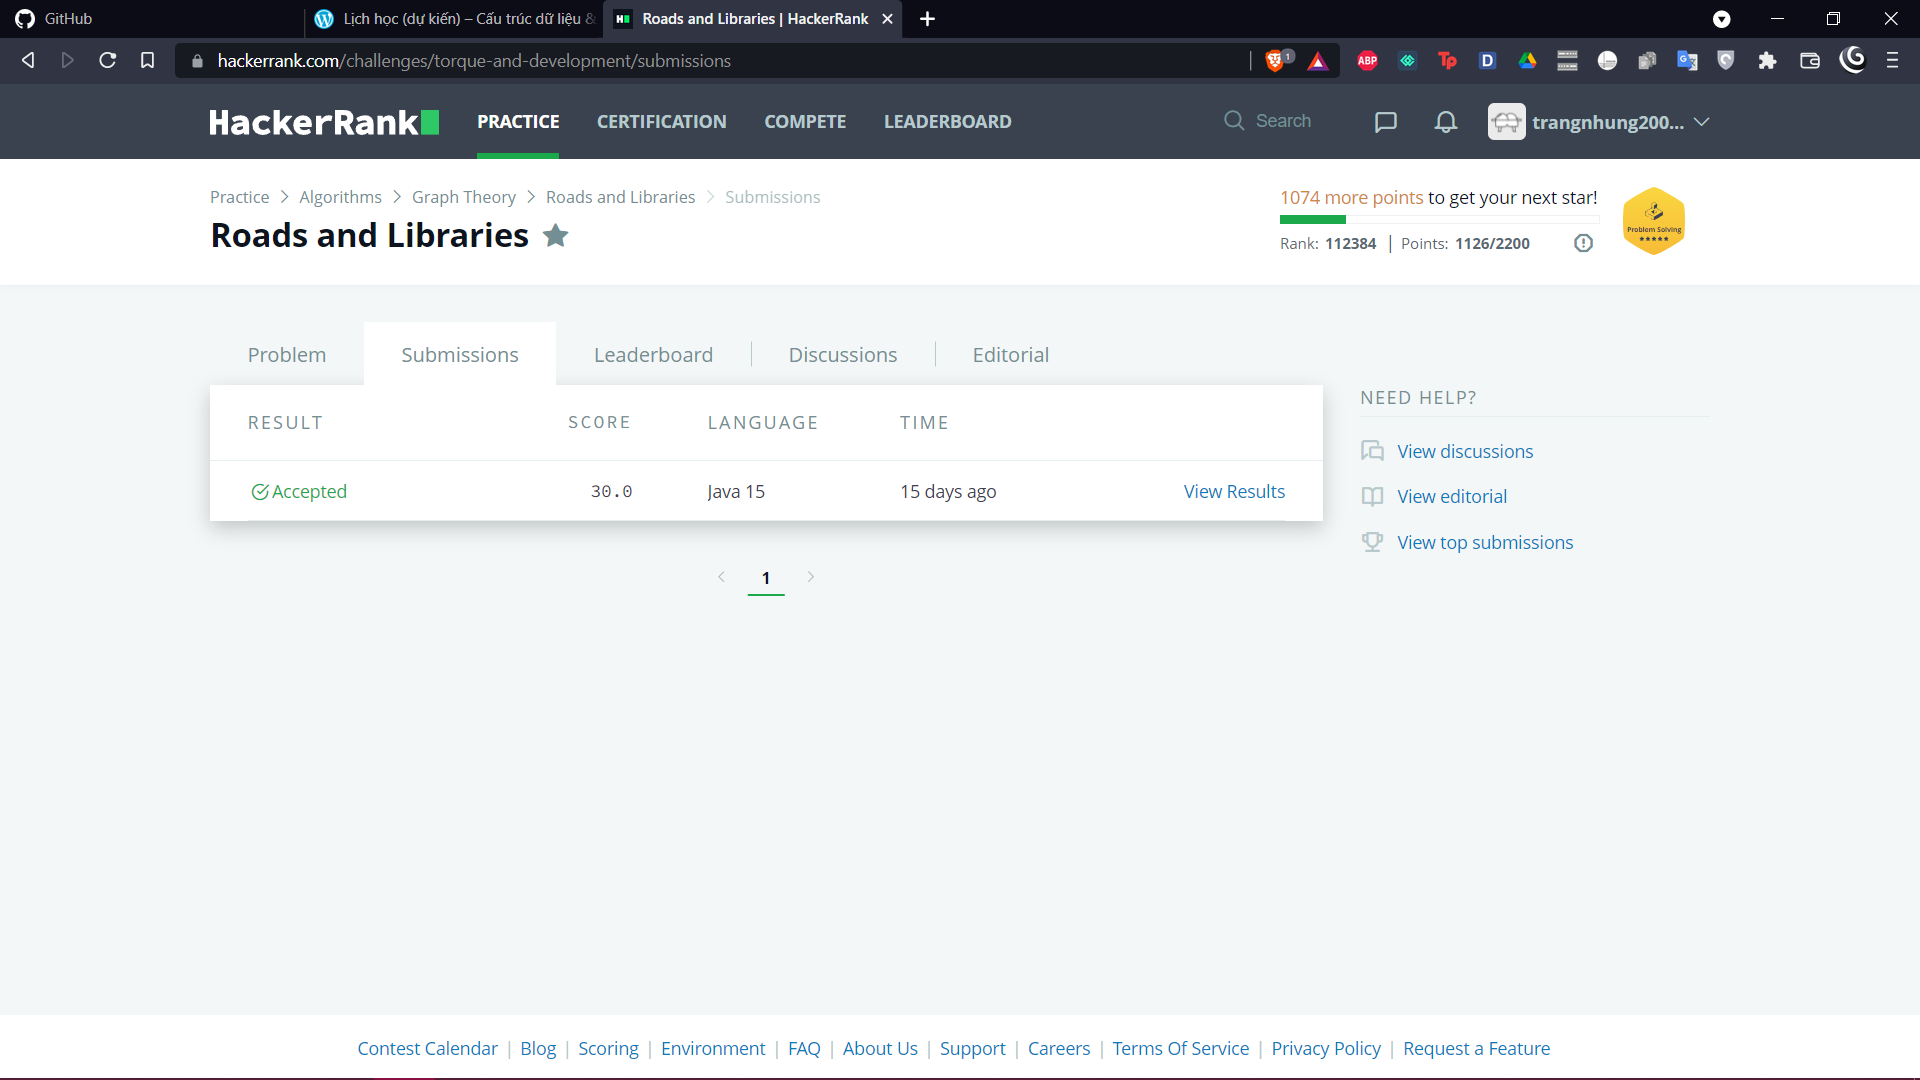 GitHub
Lịch học (dự kiến) – Cấu trúc dữ liệu &
Roads and Libraries | HackerRank
hackerrank.com/challenges/torque-and-development/submissions
1
ABP
Tp
D
HackerRank
PRACTICE
CERTIFICATION
COMPETE
LEADERBOARD
Search
trangnhung200...
Practice > Algorithms > Graph Theory > Roads and Libraries > Submissions
Roads and Libraries
1074 more points to get your next star!
Rank: 112384 | Points: 1126/2200
Problem Solving
Problem
Submissions
Leaderboard
Discussions
Editorial
RESULT SCORE LANGUAGE TIME
Accepted 30.0 Java 15 15 days ago View Results
1
NEED HELP?
View discussions
View editorial
View top submissions
Contest Calendar | Blog | Scoring | Environment | FAQ | About Us | Support | Careers | Terms Of Service | Privacy Policy | Request a Feature